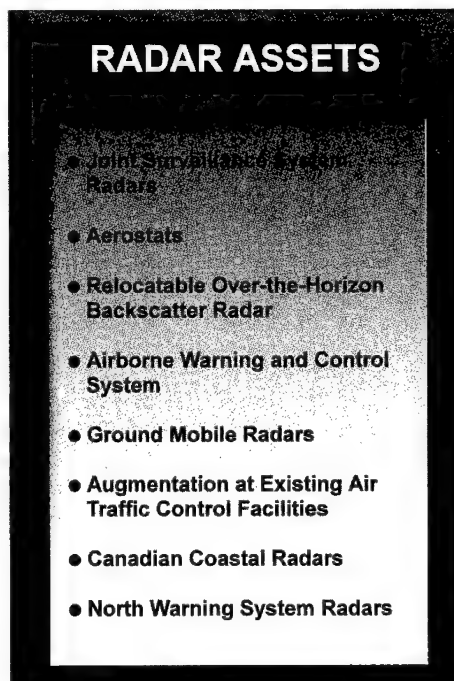 RADAR ASSETS
● Joint Surveillance System
Radars
● Aerostats
● Relocatable Over-the-Horizon
Backscatter Radar
● Airborne Warning and Control
System
● Ground Mobile Radars
● Augmentation at Existing Air
Traffic Control Facilities
● Canadian Coastal Radars
● North Warning System Radars